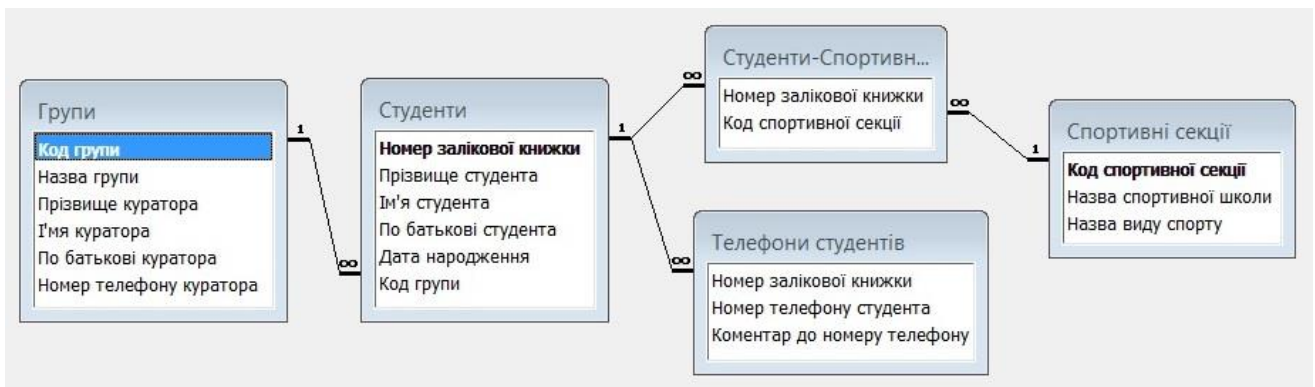 Групи
Код групи
Назва групи
Прізвище куратора
І'мя куратора
По батькові куратора
Номер телефону куратора
1
∞
Студенти
Номер залікової книжки
Прізвище студента
Ім'я студента
По батькові студента
Дата народження
Код групи
1
∞
∞
Студенти-Спортивн...
Номер залікової книжки
Код спортивної секції
∞
1
Телефони студентів
Номер залікової книжки
Номер телефону студента
Коментар до номеру телефону
Спортивні секції
Код спортивної секції
Назва спортивної школи
Назва виду спорту